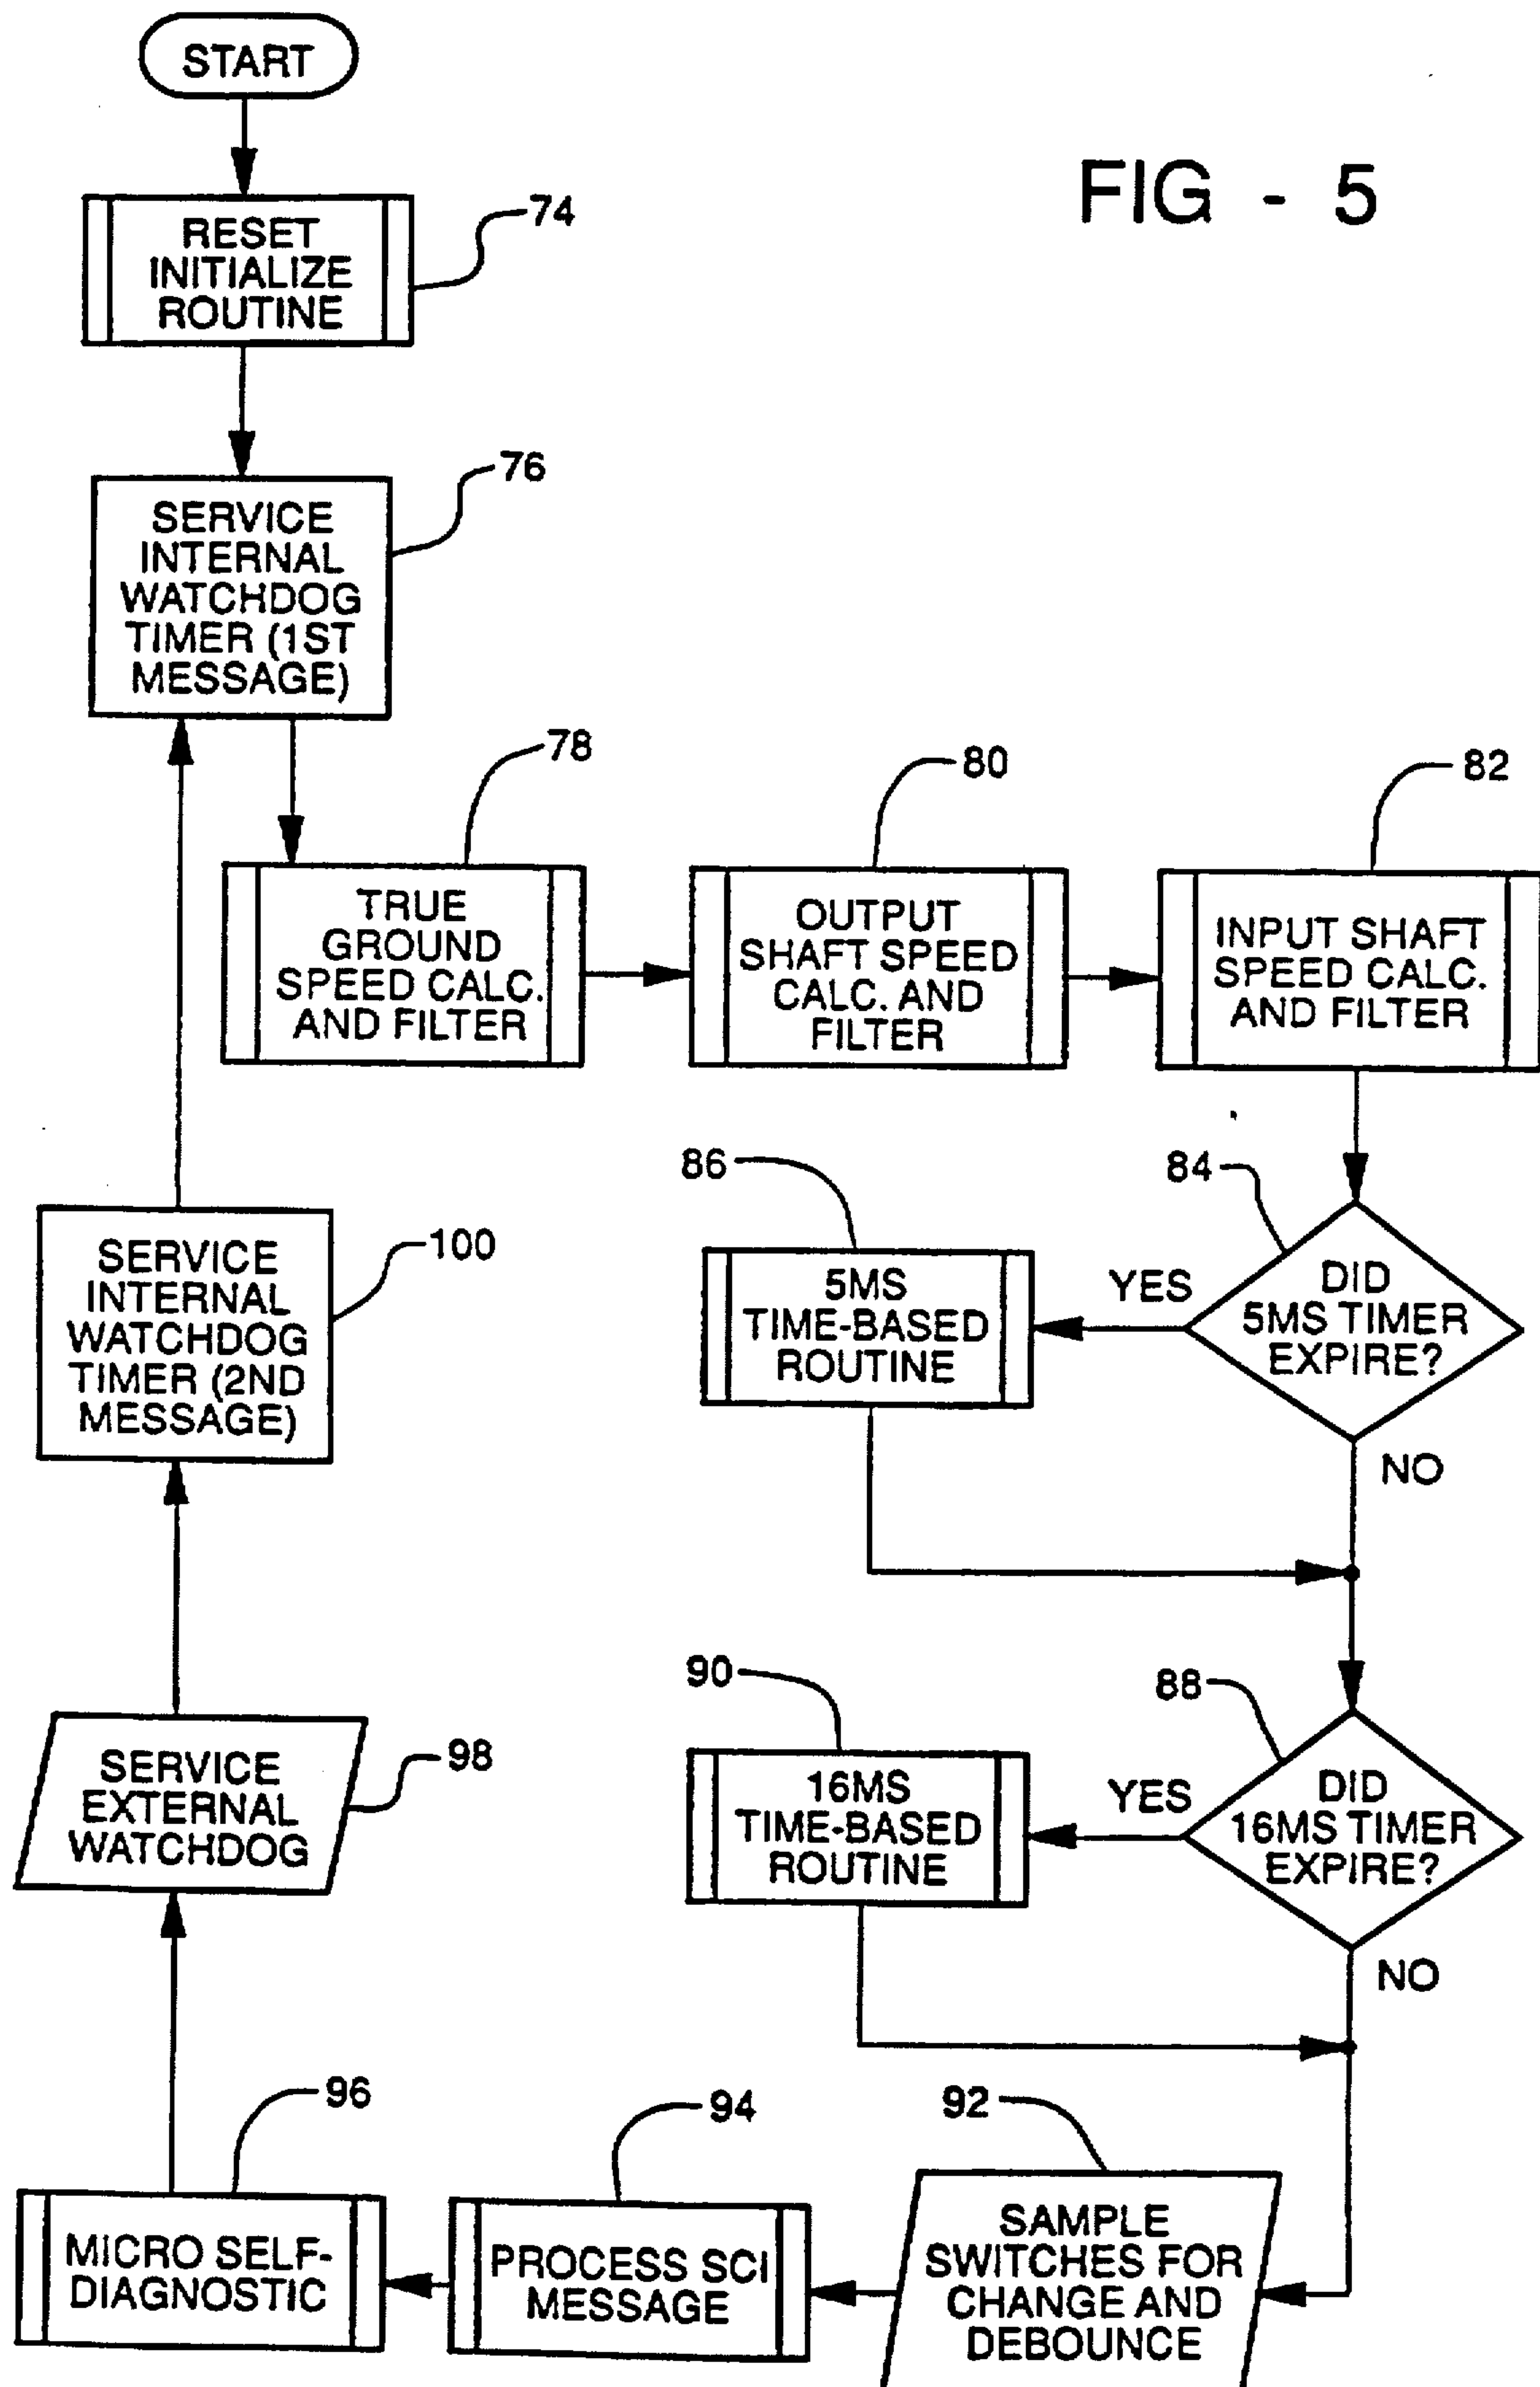 START
FIG - 5
RESET
INITIALIZE
ROUTINE
74
SERVICE
INTERNAL
WATCHDOG
TIMER (1ST
MESSAGE)
76
78
80
82
TRUE
GROUND
SPEED CALC.
AND FILTER
OUTPUT
SHAFT SPEED
CALC. AND
FILTER
INPUT SHAFT
SPEED CALC.
AND FILTER
86
84
5MS
TIME-BASED
ROUTINE
YES
DID
5MS TIMER
EXPIRE?
NO
SERVICE
INTERNAL
WATCHDOG
TIMER (2ND
MESSAGE)
100
90
88
16MS
TIME-BASED
ROUTINE
YES
DID
16MS TIMER
EXPIRE?
NO
SERVICE
EXTERNAL
WATCHDOG
98
96
94
92
MICRO SELF-
DIAGNOSTIC
PROCESS SCI
MESSAGE
SAMPLE
SWITCHES FOR
CHANGE AND
DEBOUNCE